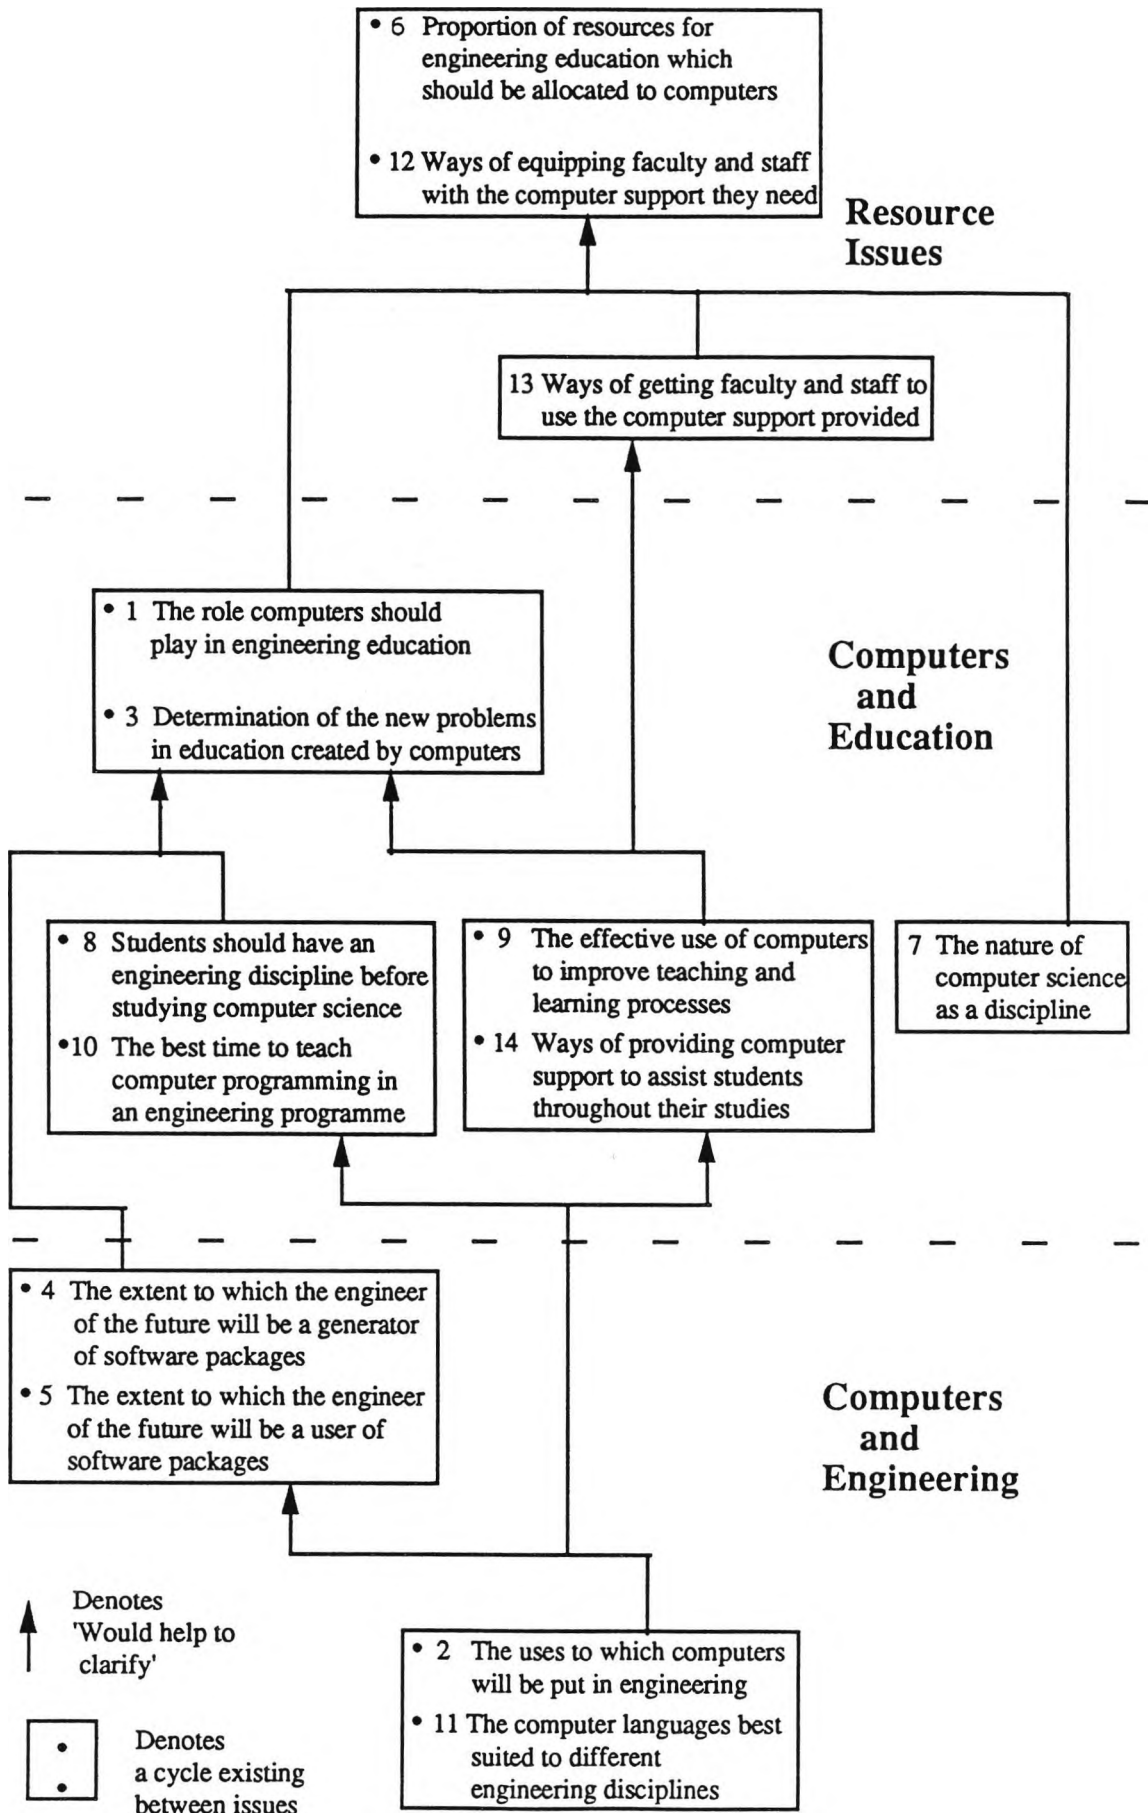 • 6 Proportion of resources for
engineering education which
should be allocated to computers
• 12 Ways of equipping faculty and staff
with the computer support they need
Resource
Issues
13 Ways of getting faculty and staff to
use the computer support provided
• 1 The role computers should
play in engineering education
• 3 Determination of the new problems
in education created by computers
Computers
and
Education
• 8 Students should have an
engineering discipline before
studying computer science
•10 The best time to teach
computer programming in
an engineering programme
• 9 The effective use of computers
to improve teaching and
learning processes
• 14 Ways of providing computer
support to assist students
throughout their studies
7 The nature of
computer science
as a discipline
• 4 The extent to which the engineer
of the future will be a generator
of software packages
• 5 The extent to which the engineer
of the future will be a user of
software packages
Computers
and
Engineering
Denotes
'Would help to
clarify'
• 2 The uses to which computers
will be put in engineering
• 11 The computer languages best
suited to different
engineering disciplines
Denotes
a cycle existing
between issues